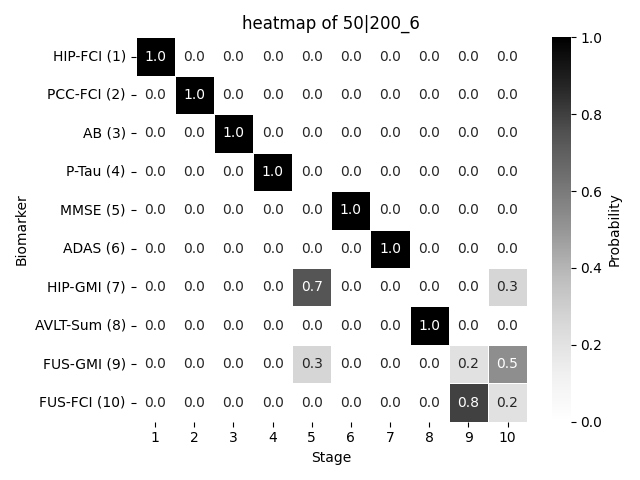 heatmap of 50|200_6
HIP-FCI (1) 1.0 0.0 0.0 0.0 0.0 0.0 0.0 0.0 0.0 0.0
PCC-FCI (2) 0.0 1.0 0.0 0.0 0.0 0.0 0.0 0.0 0.0 0.0
AB (3) 0.0 0.0 1.0 0.0 0.0 0.0 0.0 0.0 0.0 0.0
P-Tau (4) 0.0 0.0 0.0 1.0 0.0 0.0 0.0 0.0 0.0 0.0
MMSE (5) 0.0 0.0 0.0 0.0 0.0 1.0 0.0 0.0 0.0 0.0
ADAS (6) 0.0 0.0 0.0 0.0 0.0 0.0 1.0 0.0 0.0 0.0
HIP-GMI (7) 0.0 0.0 0.0 0.0 0.7 0.0 0.0 0.0 0.0 0.3
AVLT-Sum (8) 0.0 0.0 0.0 0.0 0.0 0.0 0.0 1.0 0.0 0.0
FUS-GMI (9) 0.0 0.0 0.0 0.0 0.3 0.0 0.0 0.0 0.2 0.5
FUS-FCI (10) 0.0 0.0 0.0 0.0 0.0 0.0 0.0 0.0 0.8 0.2
1 2 3 4 5 6 7 8 9 10
Stage
Biomarker
1.0
0.8
0.6
0.4
0.2
0.0
Probability